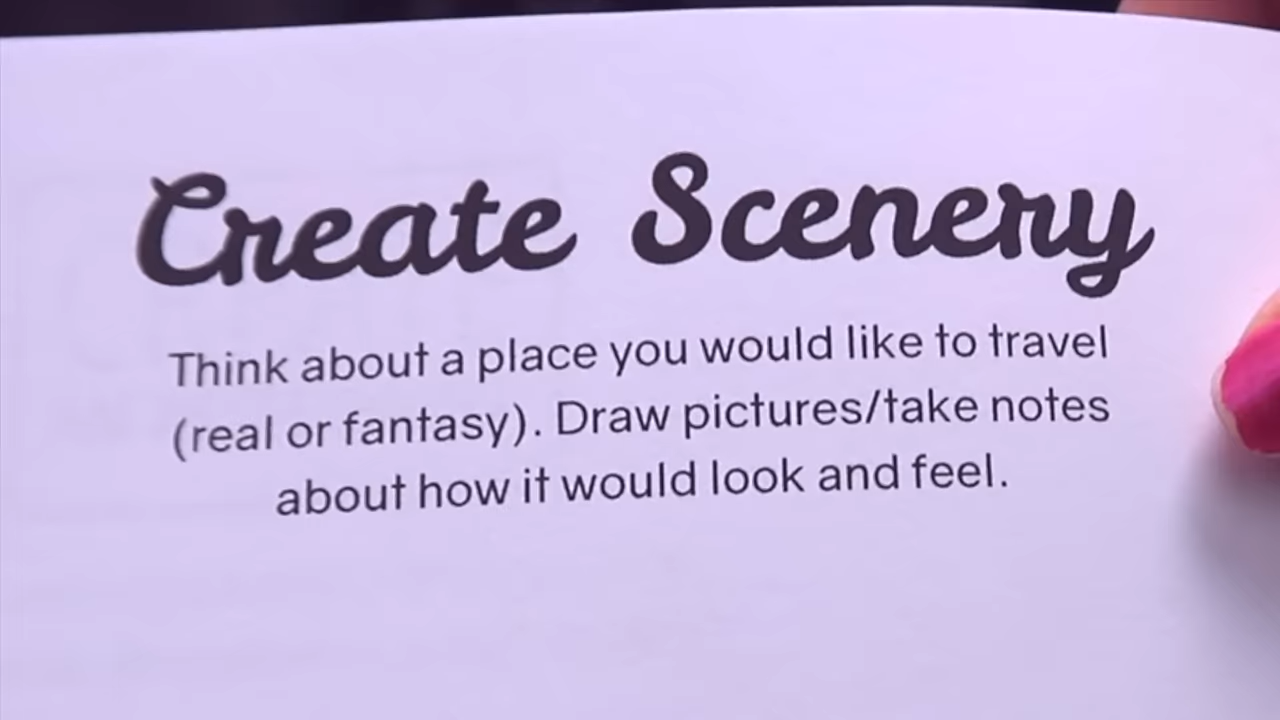 Create Scenery
Think about a place you would like to travel
(real or fantasy). Draw pictures/take notes
about how it would look and feel.